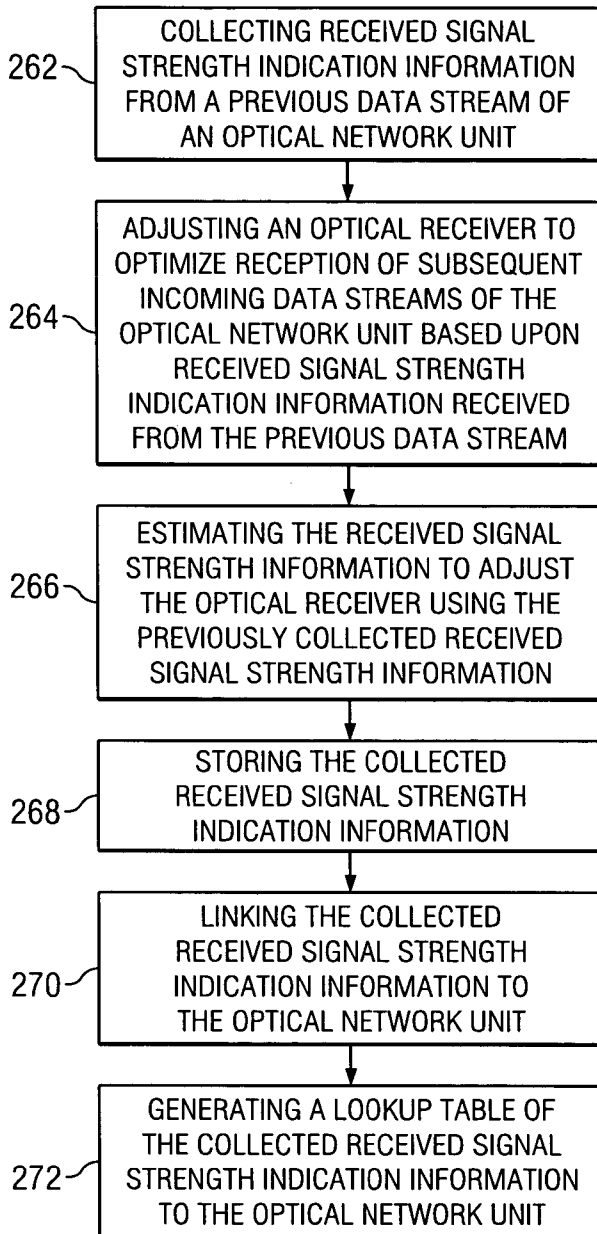 COLLECTING RECEIVED SIGNAL
STRENGTH INDICATION INFORMATION
FROM A PREVIOUS DATA STREAM OF
AN OPTICAL NETWORK UNIT
262
ADJUSTING AN OPTICAL RECEIVER TO
OPTIMIZE RECEPTION OF SUBSEQUENT
INCOMING DATA STREAMS OF THE
OPTICAL NETWORK UNIT BASED UPON
RECEIVED SIGNAL STRENGTH
INDICATION INFORMATION RECEIVED
FROM THE PREVIOUS DATA STREAM
264
ESTIMATING THE RECEIVED SIGNAL
STRENGTH INFORMATION TO ADJUST
THE OPTICAL RECEIVER USING THE
PREVIOUSLY COLLECTED RECEIVED
SIGNAL STRENGTH INFORMATION
266
STORING THE COLLECTED
RECEIVED SIGNAL STRENGTH
INDICATION INFORMATION
268
LINKING THE COLLECTED
RECEIVED SIGNAL STRENGTH
INDICATION INFORMATION TO
THE OPTICAL NETWORK UNIT
270
GENERATING A LOOKUP TABLE OF
THE COLLECTED RECEIVED SIGNAL
STRENGTH INDICATION INFORMATION
TO THE OPTICAL NETWORK UNIT
272